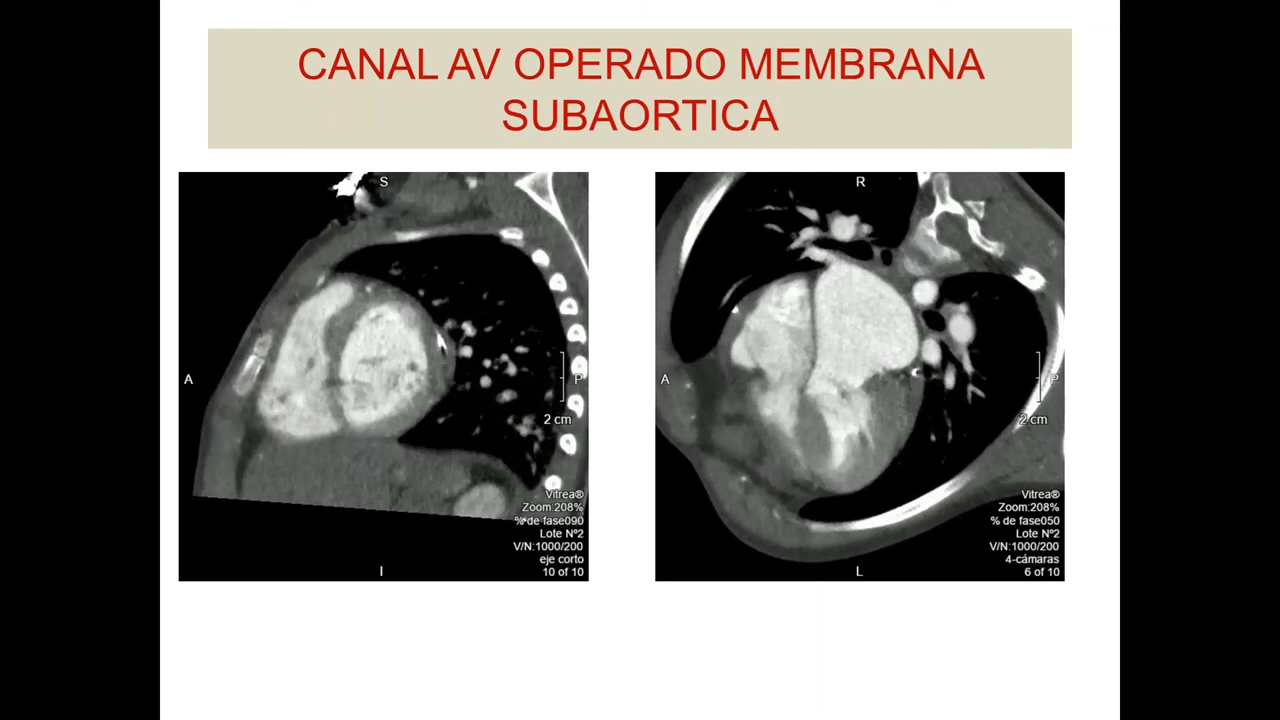 CANAL AV OPERADO MEMBRANA
SUBAORTICA
S
A
P
2 cm
Vitrea®
Zoom:208%
% de fase090
Lote Nº2
V/N:1000/200
eje corto
10 of 10
I
R
A
P
2 cm
Vitrea®
Zoom:208%
% de fase050
Lote Nº2
V/N:1000/200
4-cámaras
6 of 10
L